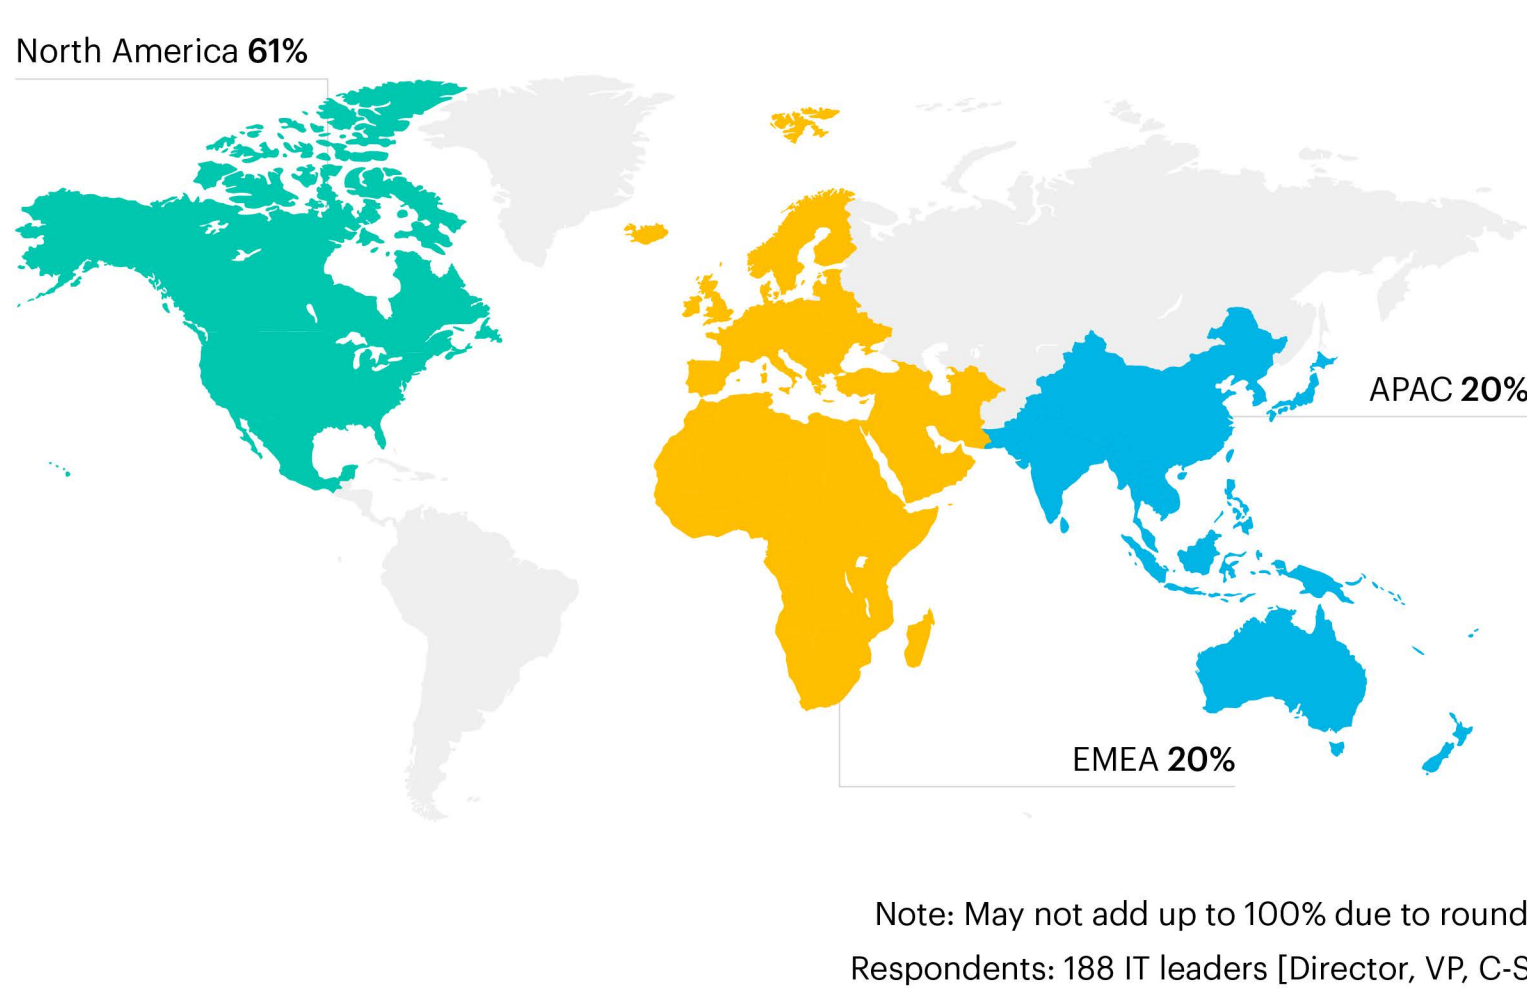 North America 61%
APAC 20%
EMEA 20%
Note: May not add up to 100% due to round
Respondents: 188 IT leaders [Director, VP, C-S